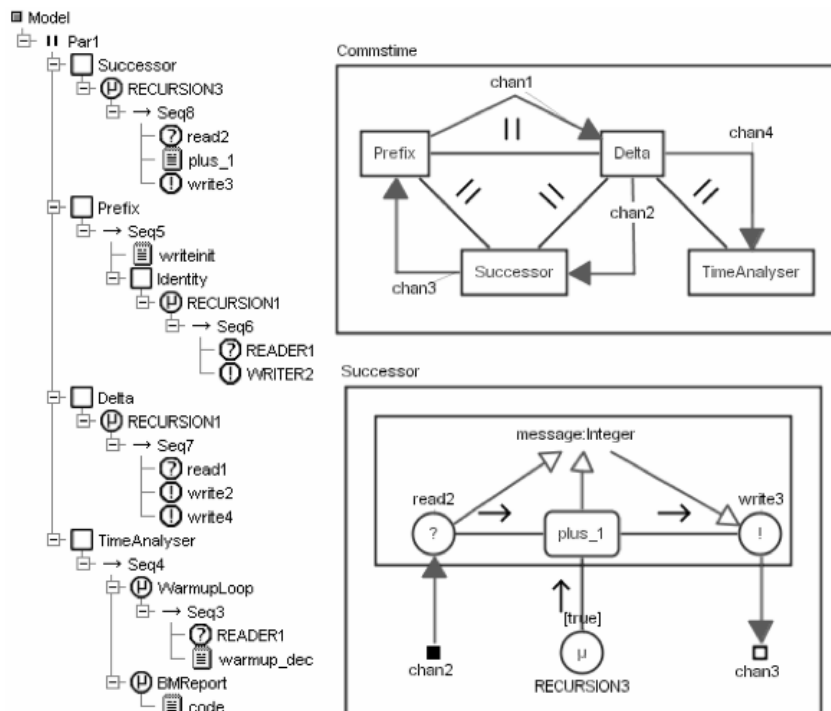 Model
Par1
Successor
RECURSION3
Seq8
read2
plus_1
write3
Prefix
Seq5
writeinit
Identity
RECURSION1
Seq6
READER1
WRITER2
Delta
RECURSION1
Seq7
read1
write2
write4
TimeAnalyser
Seq4
WarmupLoop
Seq3
READER1
warmup_dec
BMReport
code
Commstime
chan1
chan4
Prefix
Delta
chan2
Successor
TimeAnalyser
chan3
Successor
message:Integer
read2
write3
?
plus_1
!
[true]
chan2
µ
chan3
RECURSION3